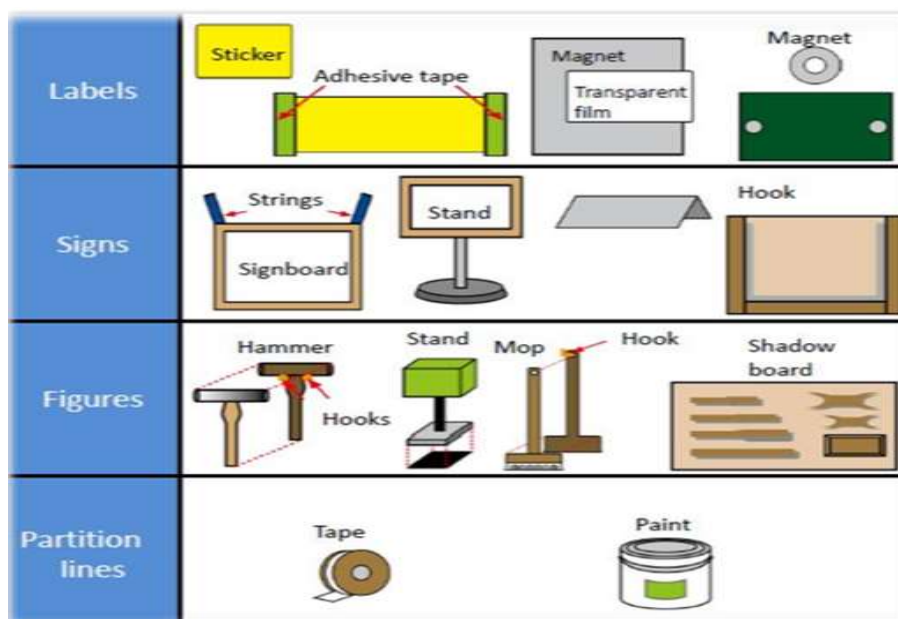 Labels
Sticker
Adhesive tape
Magnet
Transparent
film
Magnet
Signs
Strings
Signboard
Stand
Hook
Figures
Hammer
Hooks
Stand
Mop
Hook
Shadow
board
Partition
lines
Tape
Paint